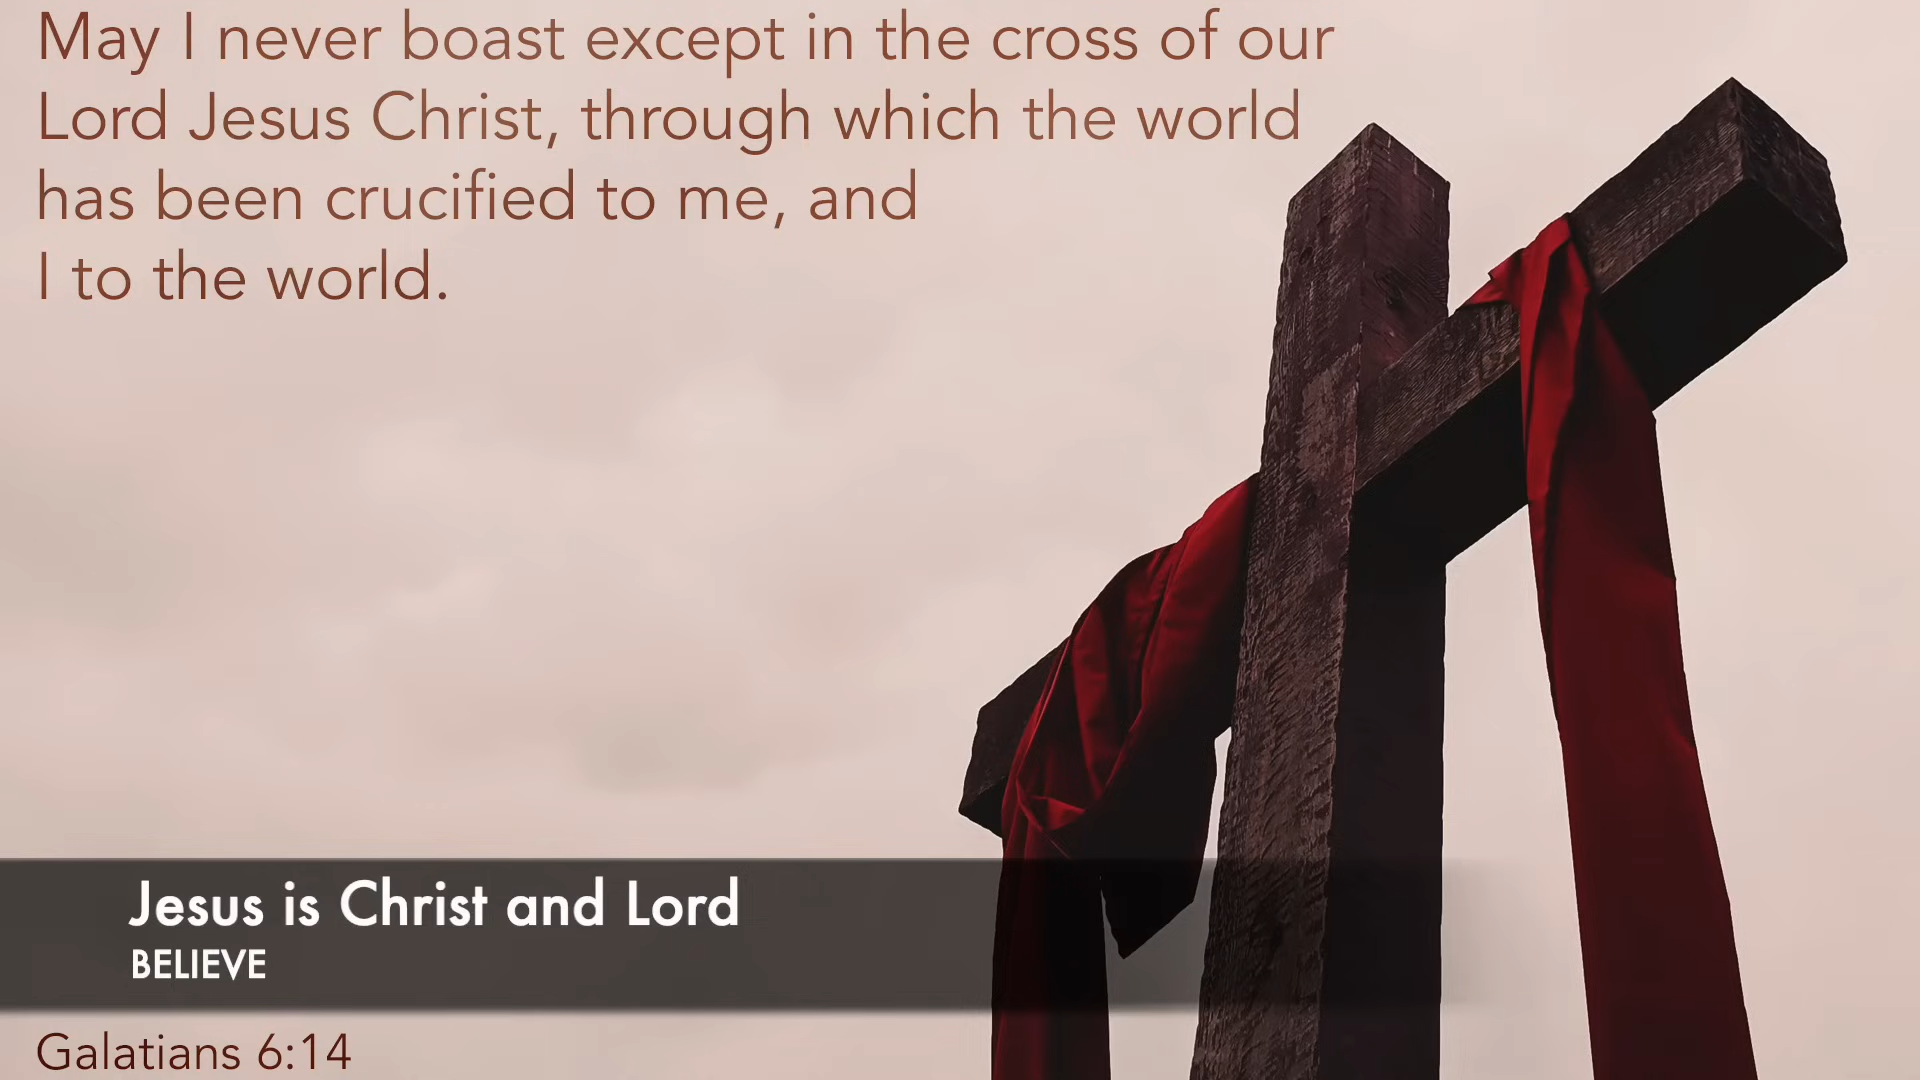 May I never boast except in the cross of our
Lord Jesus Christ, through which the world
has been crucified to me, and
I to the world.
Jesus is Christ and Lord
BELIEVE
Galatians 6:14